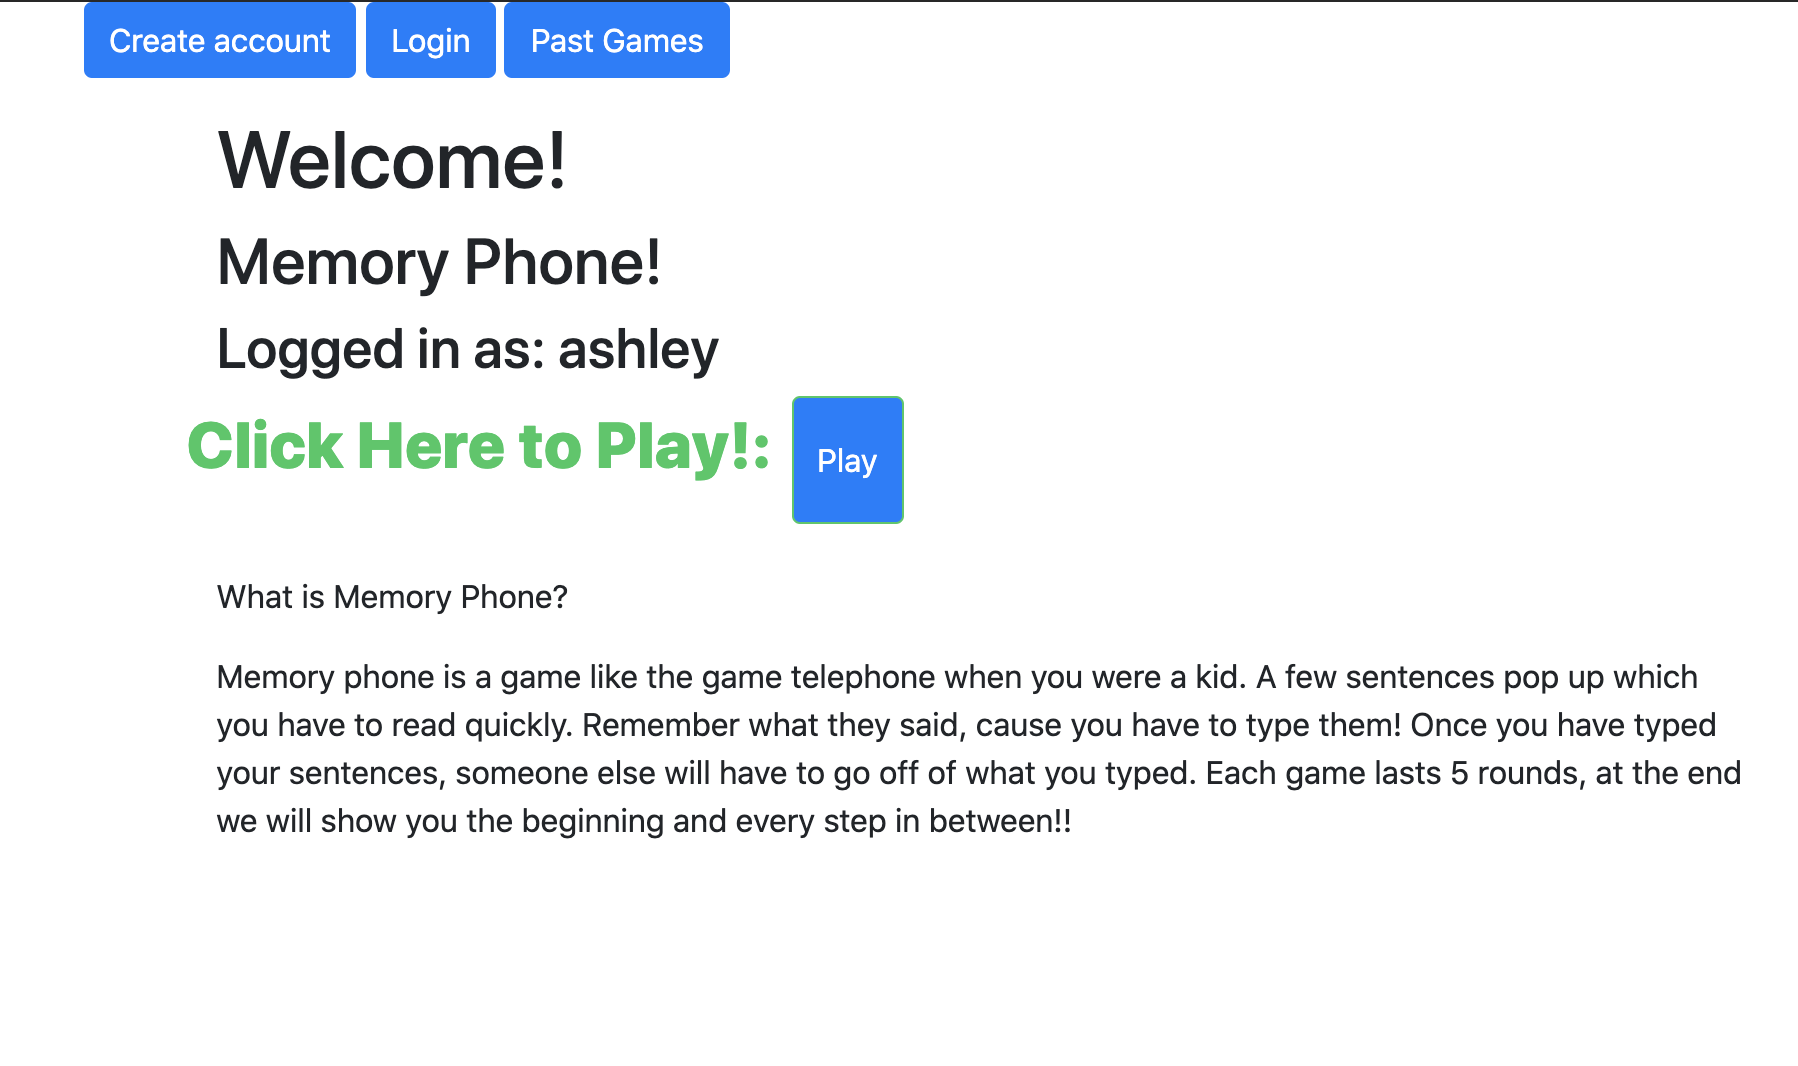 Create account Login Past Games
Welcome!
Memory Phone!
Logged in as: ashley
Click Here to Play!: Play
What is Memory Phone?
Memory phone is a game like the game telephone when you were a kid. A few sentences pop up which
you have to read quickly. Remember what they said, cause you have to type them! Once you have typed
your sentences, someone else will have to go off of what you typed. Each game lasts 5 rounds, at the end
we will show you the beginning and every step in between!!